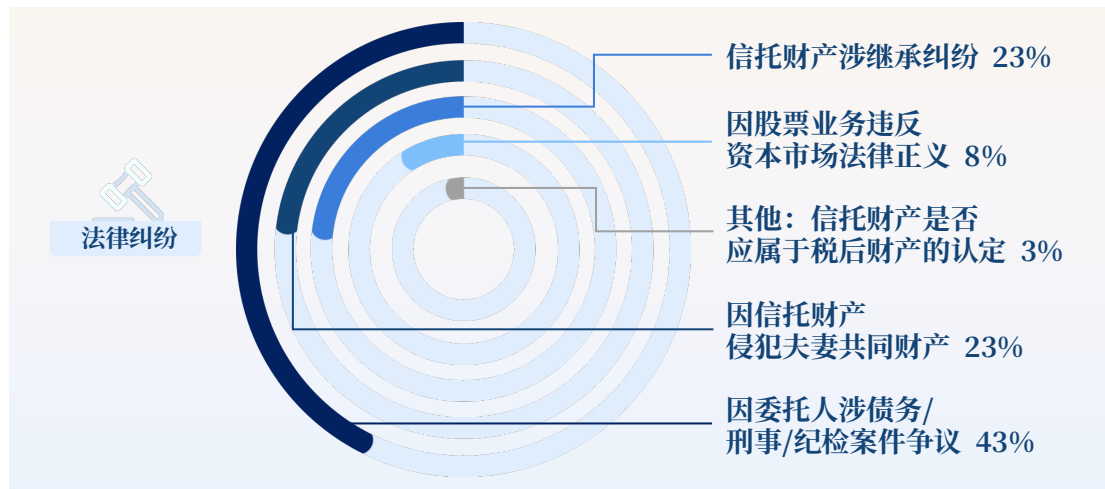 信托财产涉继承纠纷 23%
因股票业务违反
资本市场法律正义 8%
法律纠纷
其他：信托财产是否
应属于税后财产的认定 3%
因信托财产
侵犯夫妻共同财产 23%
因委托人涉债务/
刑事/纪检案件争议 43%